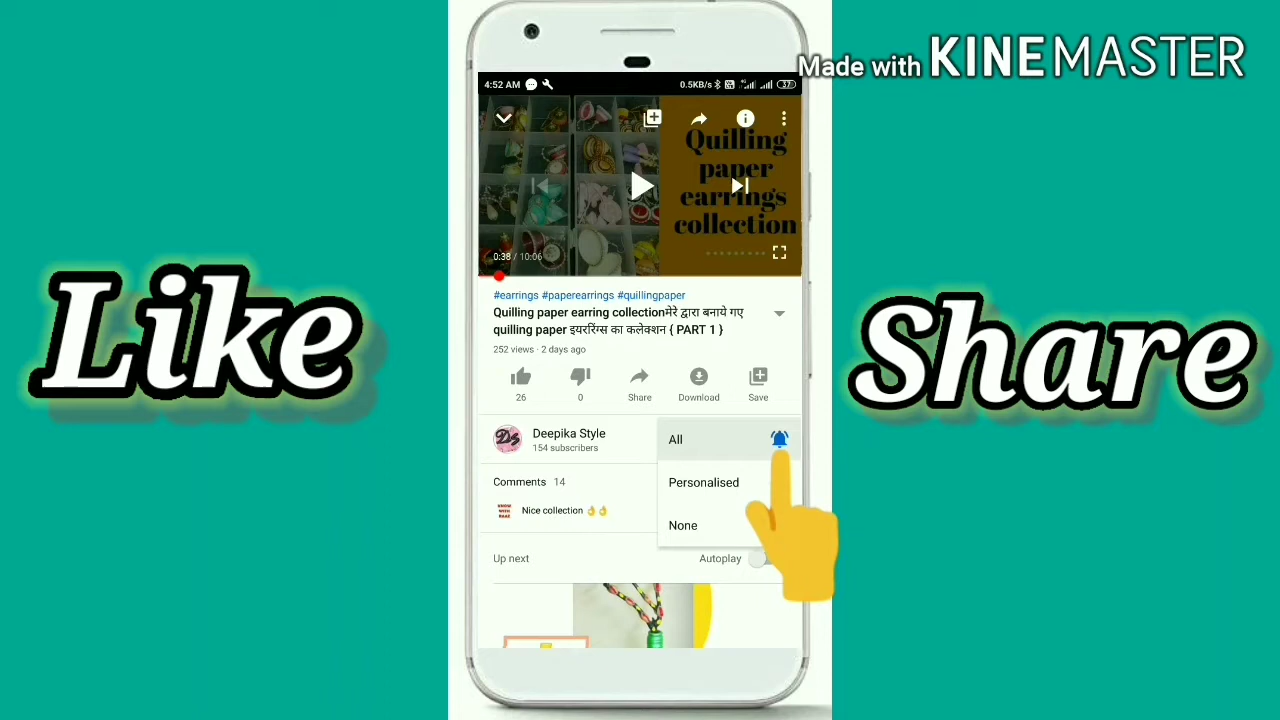 Made with KINEMASTER
4:52 AM
0.5KB/s
4G
37
Quilling
paper
earrings
collection
0:38 / 10:06
#earrings #paperearrings #quillingpaper
Quilling paper earring collectionमेरे द्वारा बनाये गए
quilling paper इयररिंग्स का कलेक्शन { PART 1 }
252 views · 2 days ago
26
0
Share
Download
Save
Like
Share
DS
Deepika Style
154 subscribers
All
Personalised
None
Comments 14
Nice collection 👌👌
Up next
Autoplay